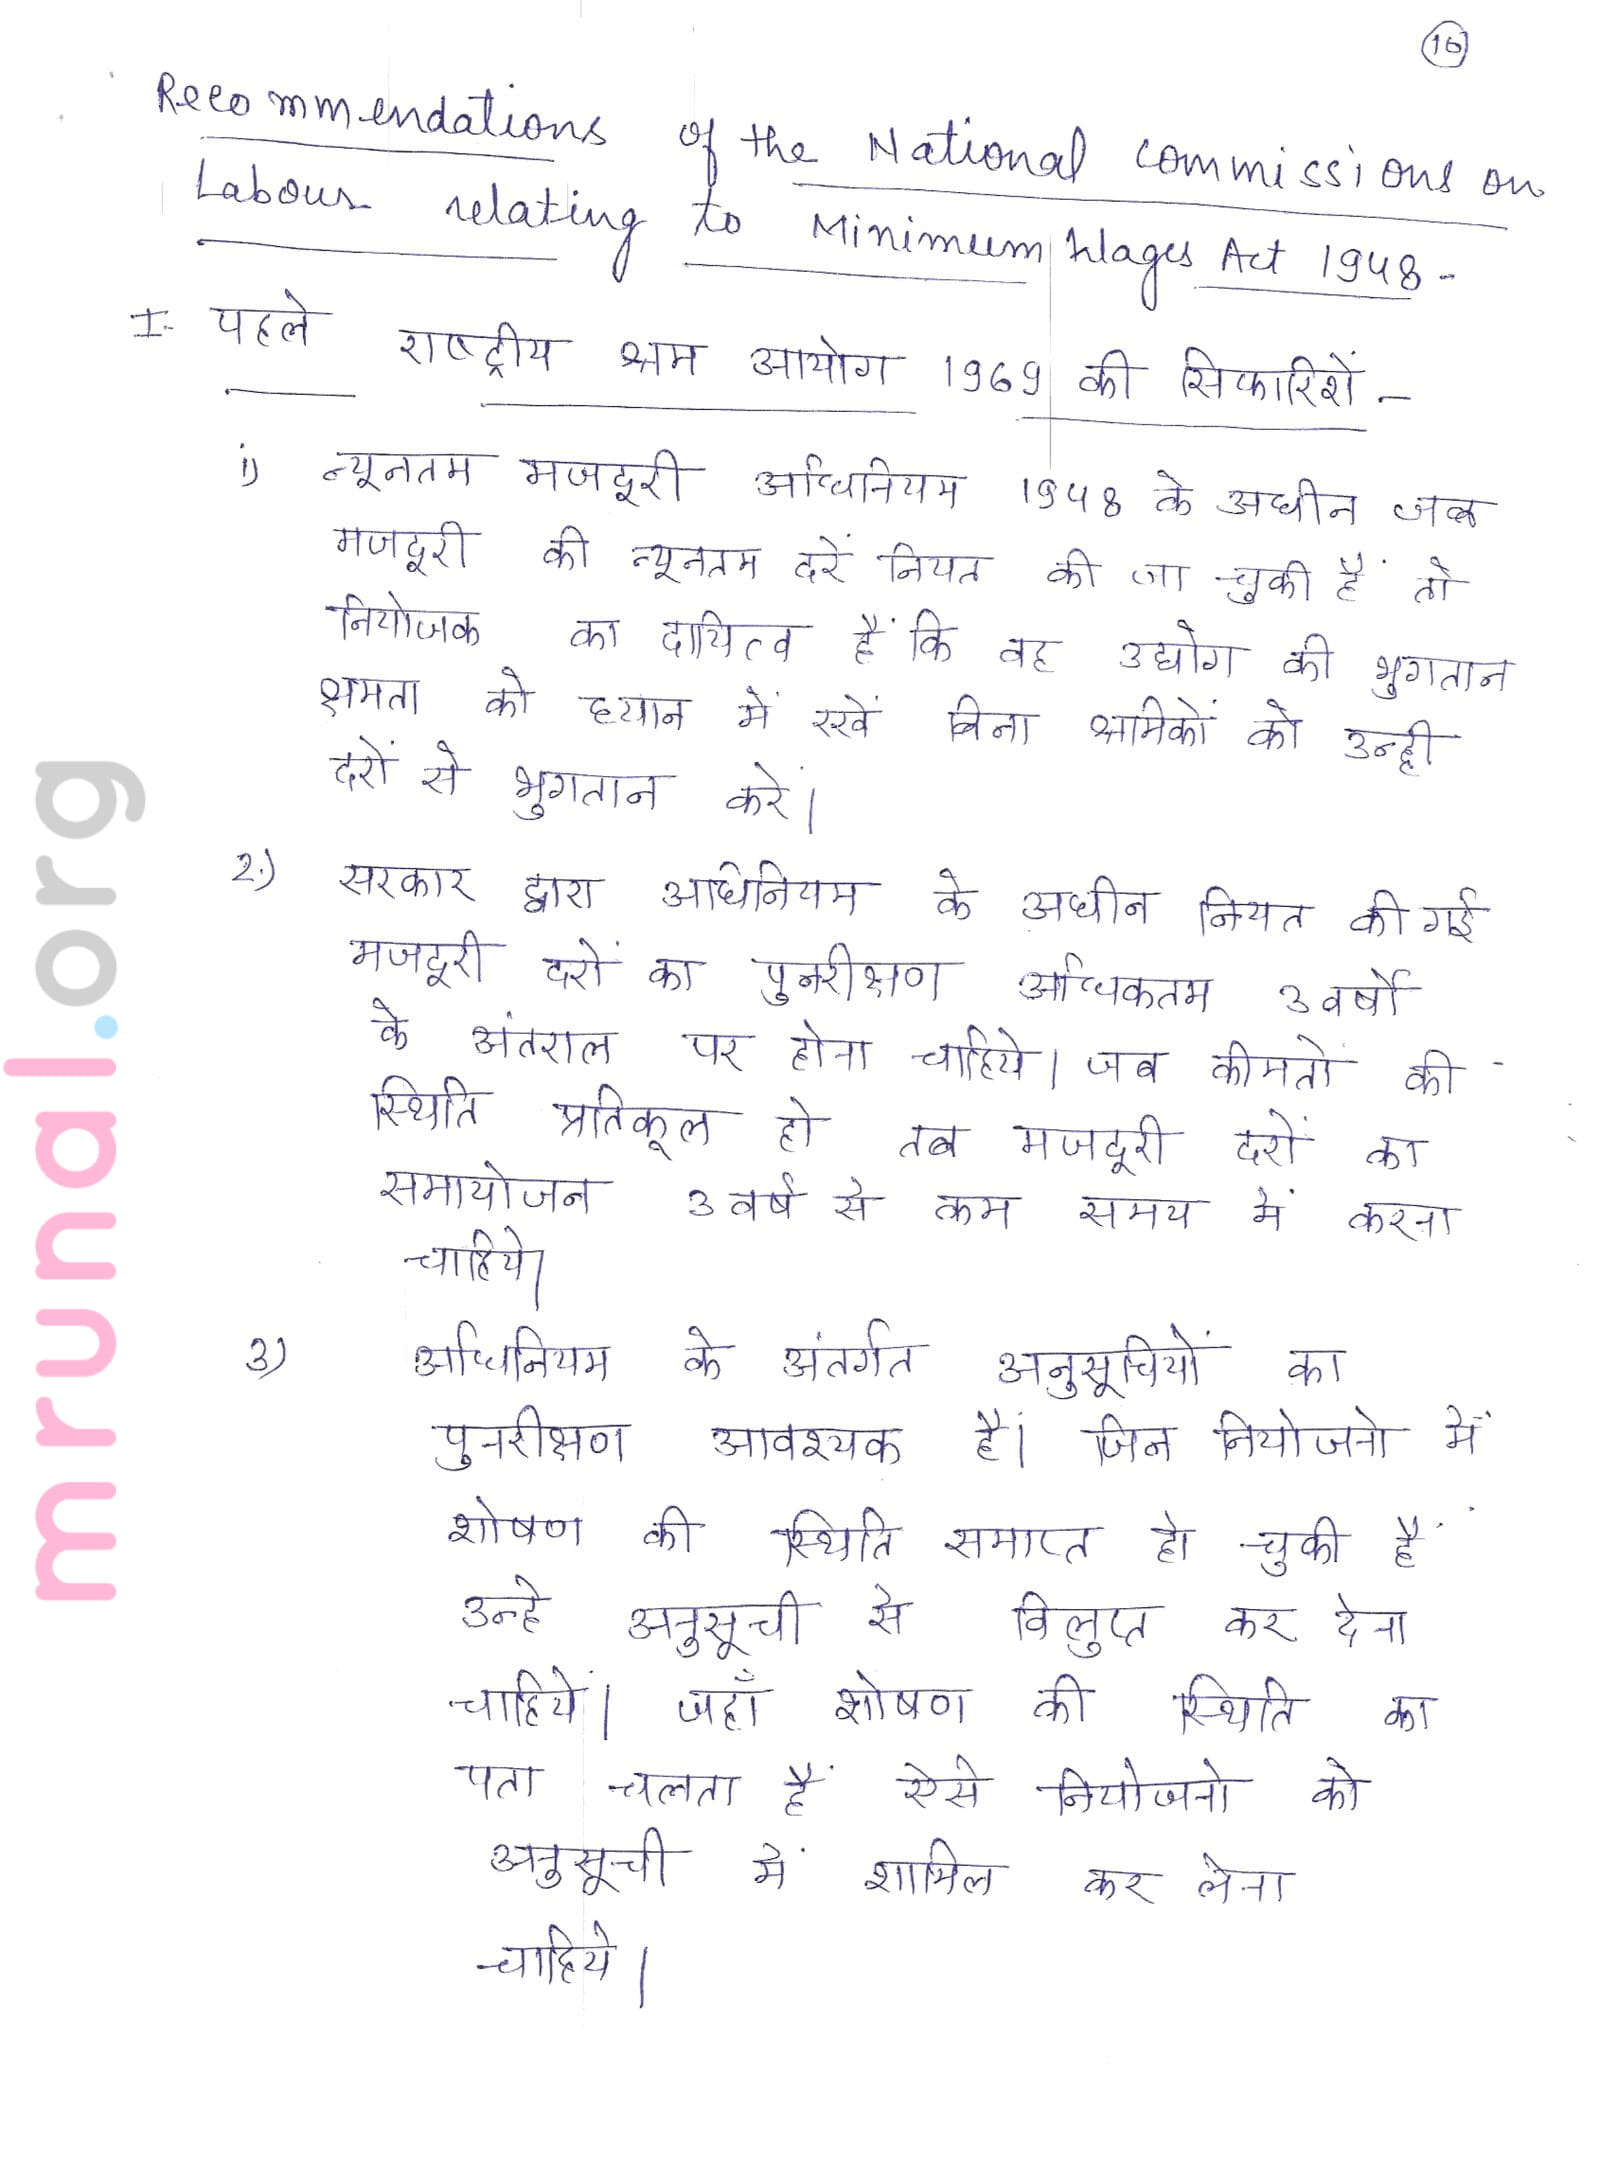 16
Recommendations of the National commissions on
Labour relating to Minimum Wages Act 1948 -
I- पहले राष्ट्रीय श्रम आयोग 1969 की सिफारिशें -
1) न्यूनतम मजदूरी अधिनियम 1948 के अधीन जब
मजदूरी की न्यूनतम दरें नियत की जा चुकी हैं तो
नियोजक का दायित्व हैं कि वह उद्योग की भुगतान
क्षमता को ध्यान में रखें बिना श्रमिकों को उन्ही
दरों से भुगतान करें।
2.) सरकार द्वारा अधिनियम के अधीन नियत की गई
मजदूरी दरों का पुनरीक्षण अधिकतम 3 वर्षों
के अंतराल पर होना चाहिये। जब कीमतों की
स्थिति प्रतिकूल हो तब मजदूरी दरों का
समायोजन 3 वर्ष से कम समय में करना
चाहिये।
3) अधिनियम के अंतर्गत अनुसूचियों का
पुनरीक्षण आवश्यक है। जिन नियोजनो में
शोषण की स्थिति समाप्त हो चुकी हैं
उन्हे अनुसूची से विलुप्त कर देना
चाहिये। जहाँ शोषण की स्थिति का
पता चलता हैं ऐसे नियोजनो को
अनुसूची में शामिल कर लेना
चाहिये।
mrunal.org